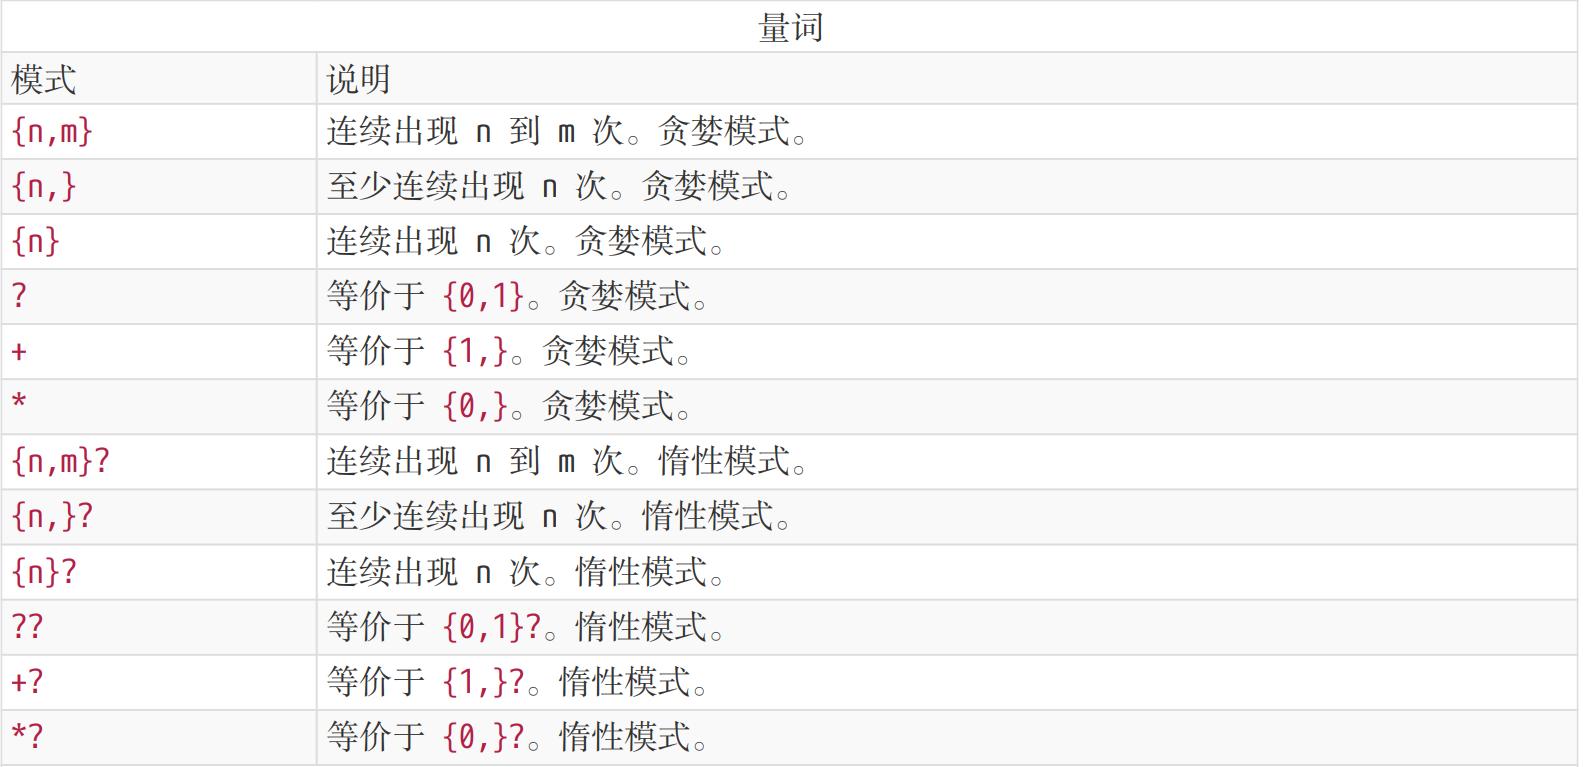 量词
模式 说明
{n,m} 连续出现 n 到 m 次。贪婪模式。
{n,} 至少连续出现 n 次。贪婪模式。
{n} 连续出现 n 次。贪婪模式。
? 等价于 {0,1}。贪婪模式。
+ 等价于 {1,}。贪婪模式。
* 等价于 {0,}。贪婪模式。
{n,m}? 连续出现 n 到 m 次。惰性模式。
{n,}? 至少连续出现 n 次。惰性模式。
{n}? 连续出现 n 次。惰性模式。
?? 等价于 {0,1}?。惰性模式。
+? 等价于 {1,}?。惰性模式。
*? 等价于 {0,}?。惰性模式。